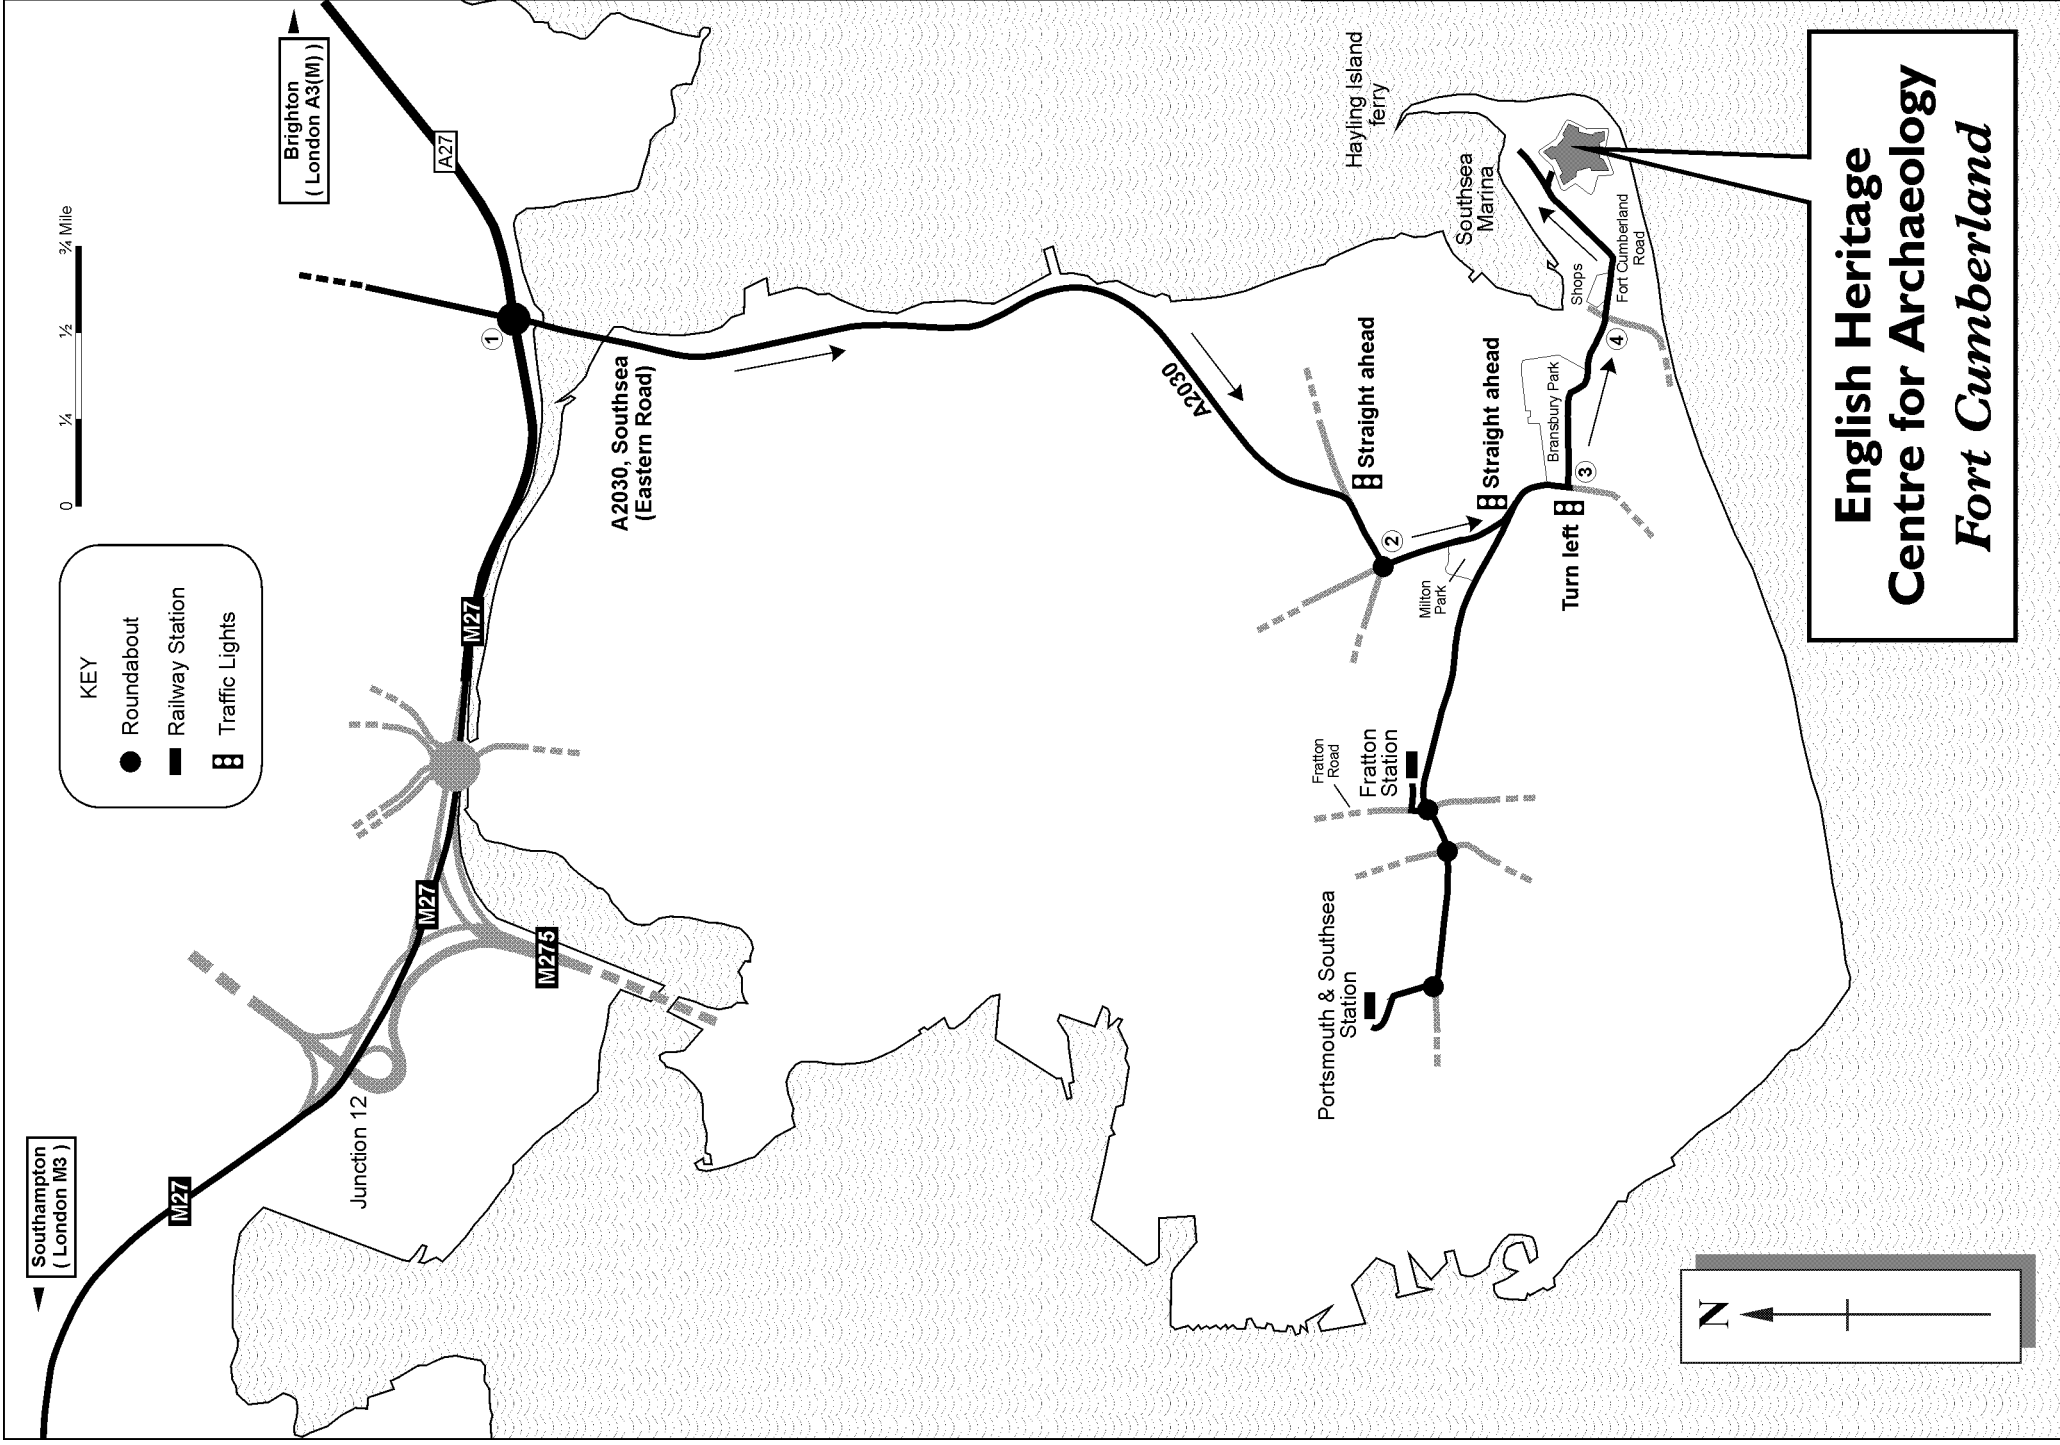 Southampton
( London M3 )
M27
Junction 12
M27
M275
M27
KEY
Roundabout
Railway Station
Traffic Lights
0
¼
½
¾ Mile
Brighton
( London A3(M) )
A27
1
A2030, Southsea
(Eastern Road)
A2030
Straight ahead
2
Straight ahead
Milton
Park
Turn left
3
Bransbury Park
4
Shops
Fort Cumberland
Road
Southsea
Marina
Hayling Island
ferry
Fratton
Road
Fratton
Station
Portsmouth & Southsea
Station
N
English Heritage
Centre for Archaeology
Fort Cumberland